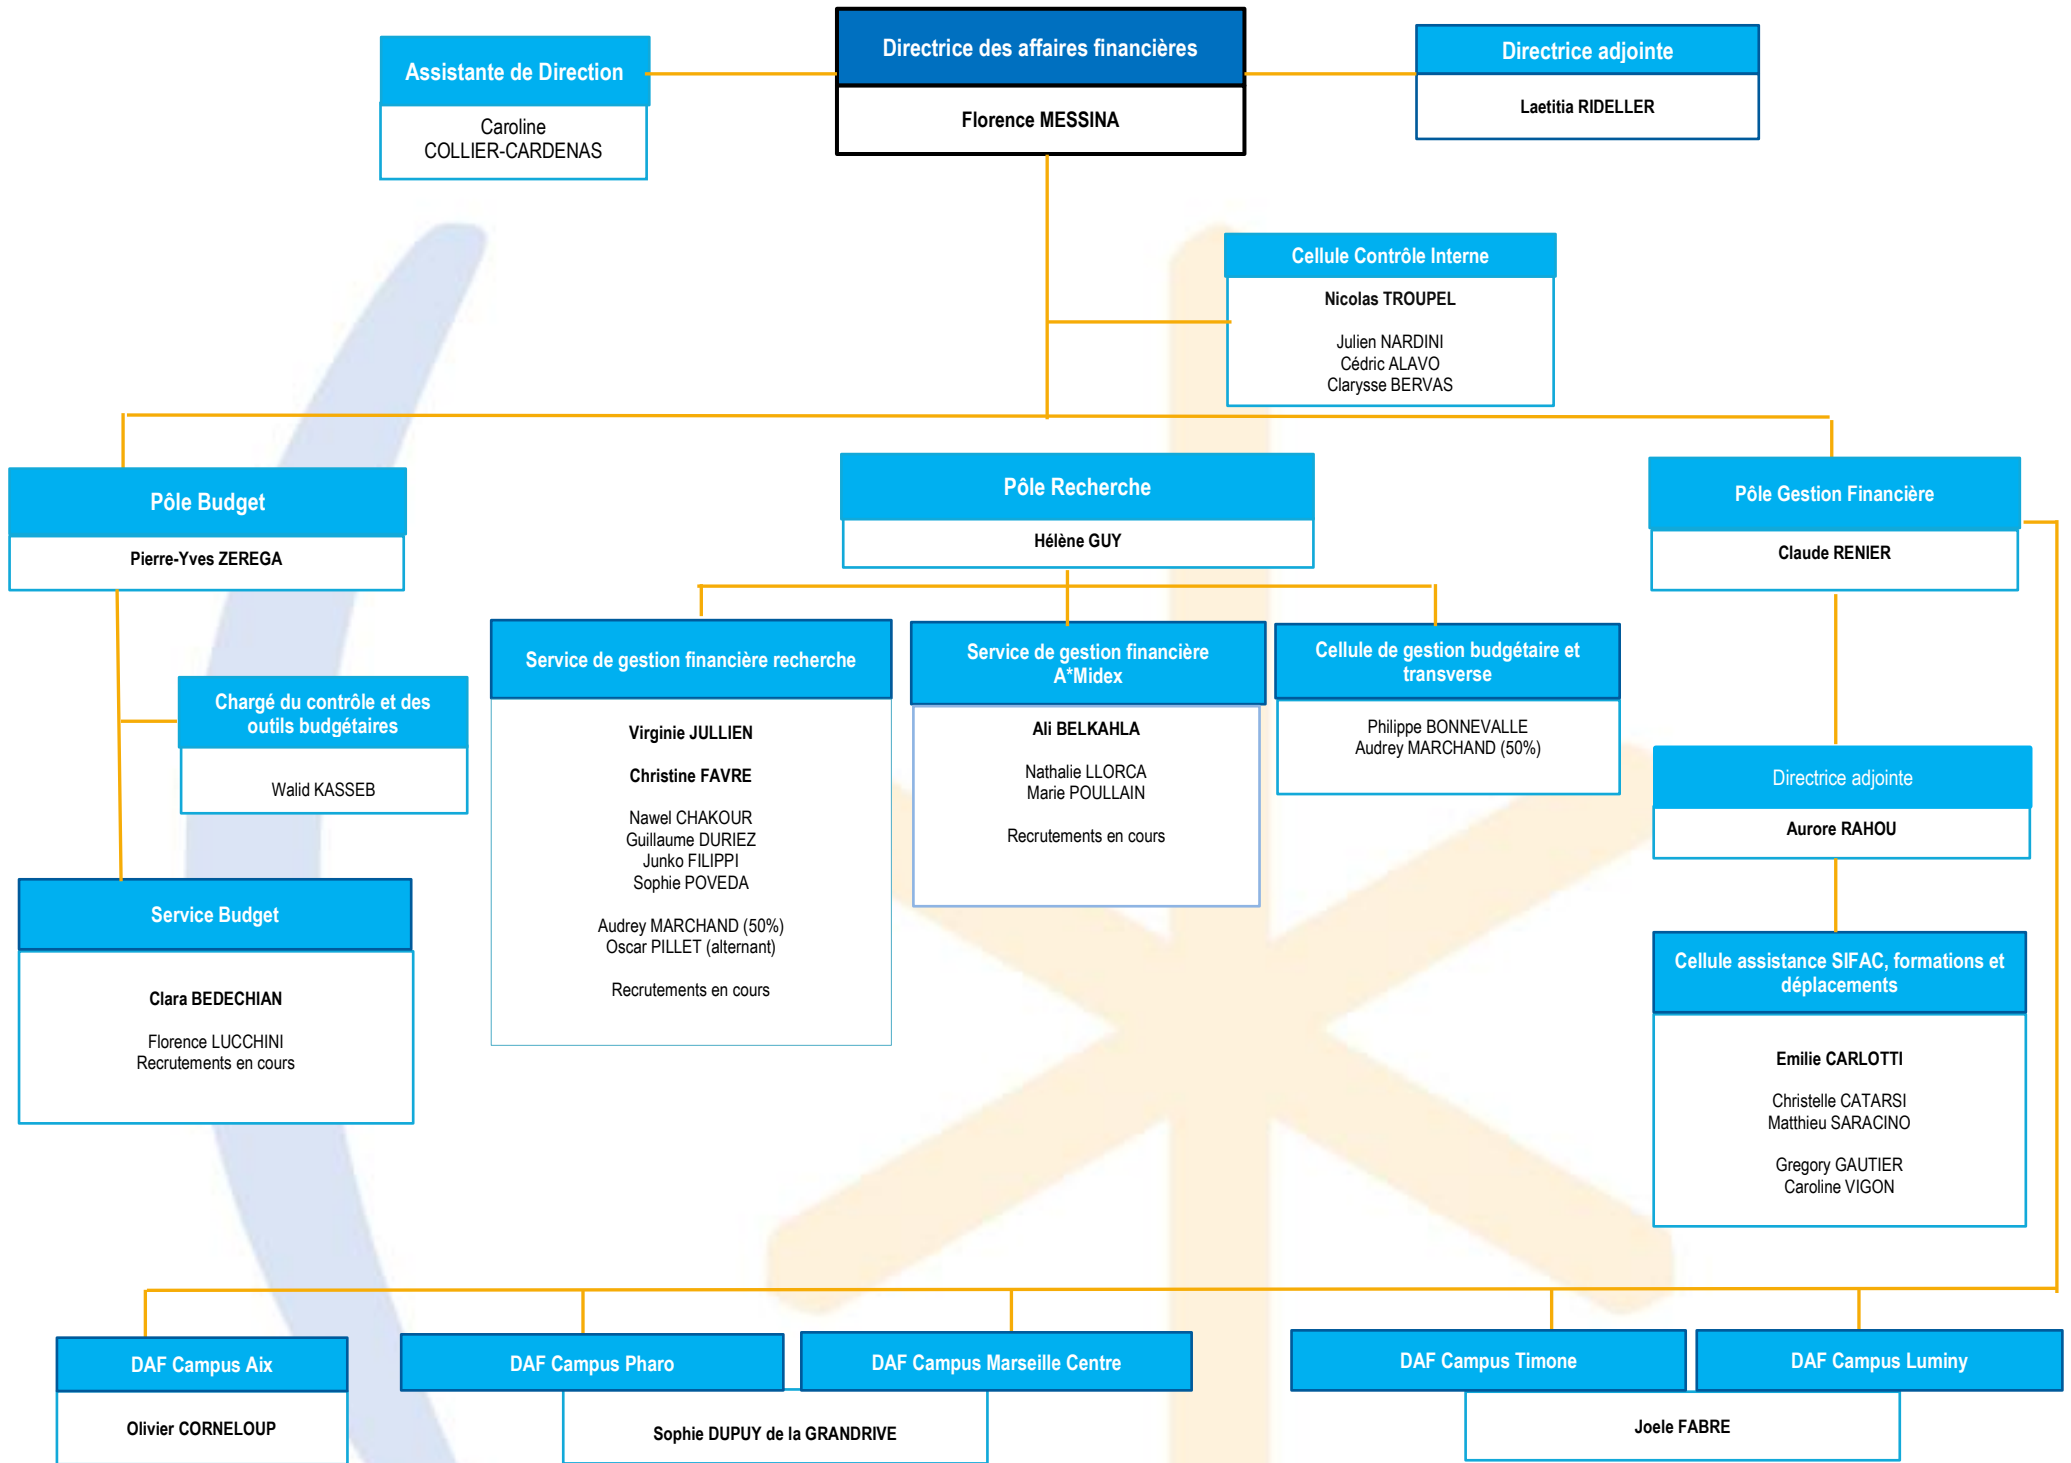 Assistante de Direction
Caroline
COLLIER-CARDENAS
Directrice des affaires financières
Florence MESSINA
Directrice adjointe
Laetitia RIDELLER
Cellule Contrôle Interne
Nicolas TROUPEL
Julien NARDINI
Cédric ALAVO
Clarysse BERVAS
Pôle Budget
Pierre-Yves ZEREGA
Chargé du contrôle et des
outils budgétaires
Walid KASSEB
Service Budget
Clara BEDECHIAN
Florence LUCCHINI
Recrutements en cours
Pôle Recherche
Hélène GUY
Service de gestion financière recherche
Virginie JULLIEN
Christine FAVRE
Nawel CHAKOUR
Guillaume DURIEZ
Junko FILIPPI
Sophie POVEDA
Audrey MARCHAND (50%)
Oscar PILLET (alternant)
Recrutements en cours
Service de gestion financière
A*Midex
Ali BELKAHLA
Nathalie LLORCA
Marie POULLAIN
Recrutements en cours
Cellule de gestion budgétaire et
transverse
Philippe BONNEVALLE
Audrey MARCHAND (50%)
Pôle Gestion Financière
Claude RENIER
Directrice adjointe
Aurore RAHOU
Cellule assistance SIFAC, formations et
déplacements
Emilie CARLOTTI
Christelle CATARSI
Matthieu SARACINO
Gregory GAUTIER
Caroline VIGON
DAF Campus Aix
Olivier CORNELOUP
DAF Campus Pharo
DAF Campus Marseille Centre
Sophie DUPUY de la GRANDRIVE
DAF Campus Timone
DAF Campus Luminy
Joele FABRE